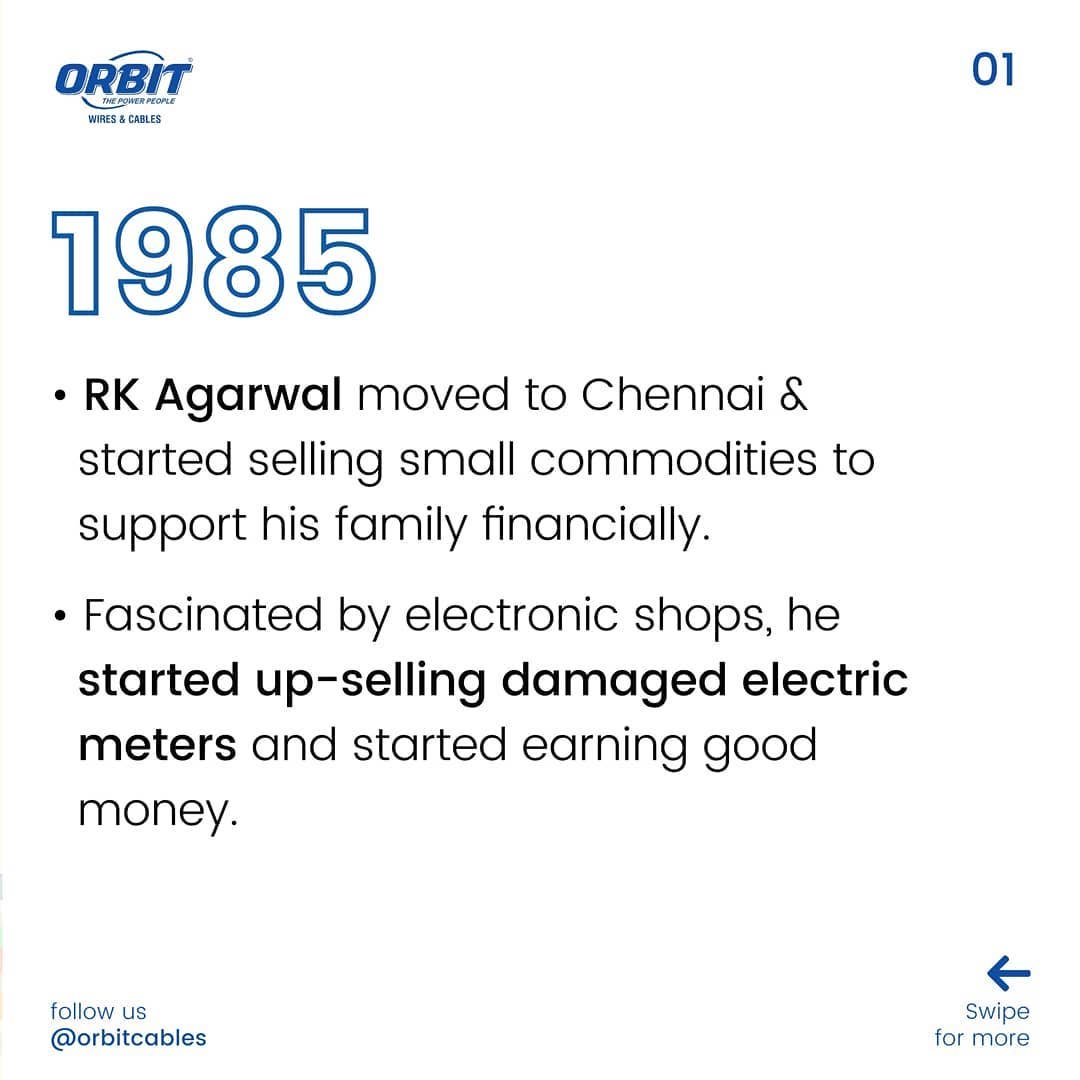 ORBIT
THE POWER PEOPLE
WIRES & CABLES
01
1985
• RK Agarwal moved to Chennai &
started selling small commodities to
support his family financially.
• Fascinated by electronic shops, he
started up-selling damaged electric
meters and started earning good
money.
follow us
@orbitcables
Swipe
for more